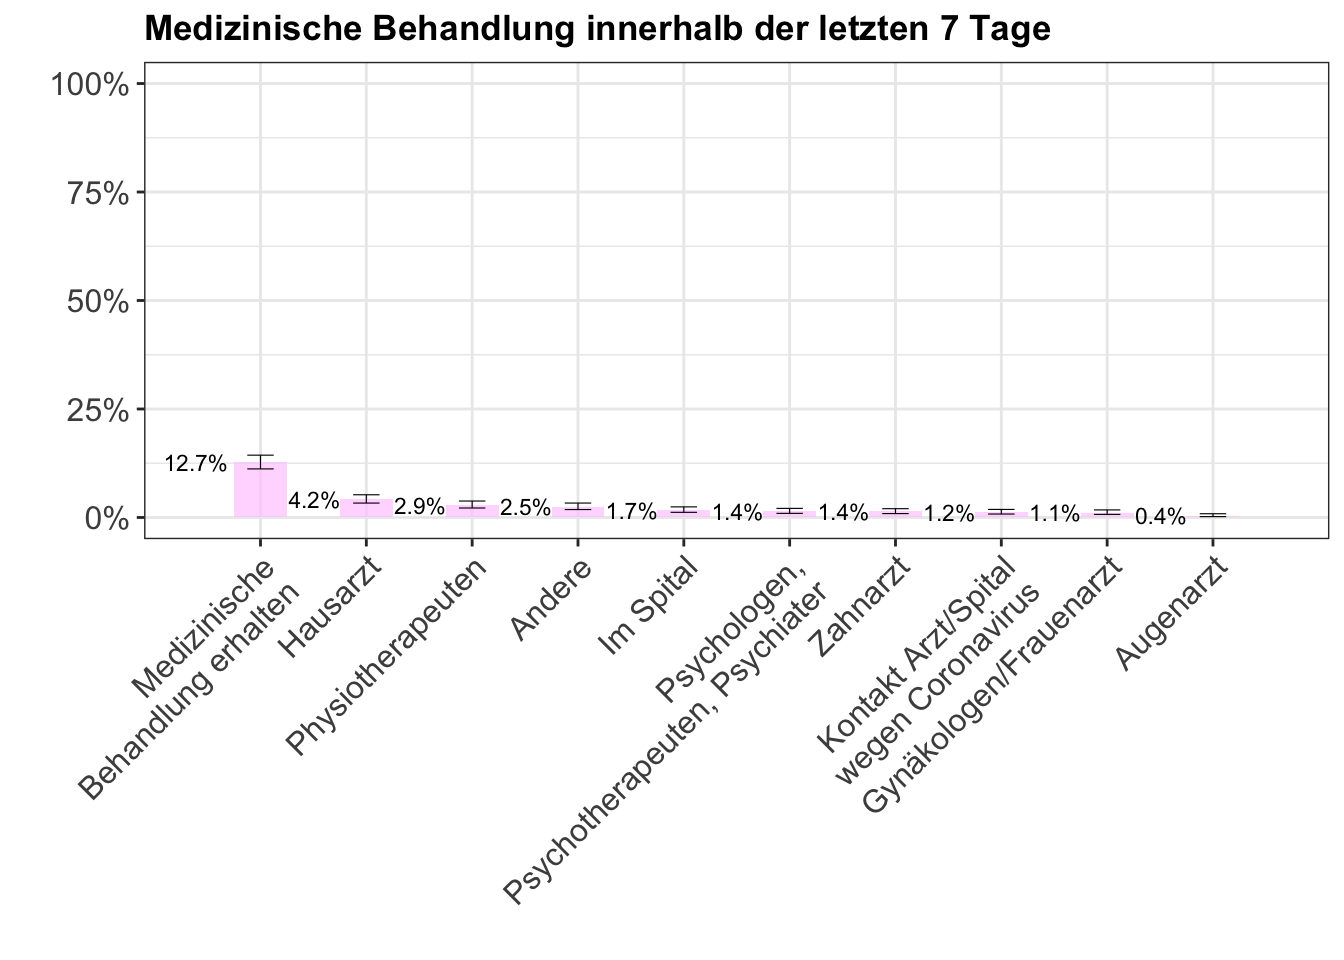 Medizinische Behandlung innerhalb der letzten 7 Tage
100%
75%
50%
25%
0%
12.7%
4.2%
2.9%
2.5%
1.7%
1.4%
1.4%
1.2%
1.1%
0.4%
Medizinische
Behandlung erhalten
Hausarzt
Physiotherapeuten
Andere
Im Spital
Psychologen,
Psychotherapeuten, Psychiater
Zahnarzt
Kontakt Arzt/Spital
wegen Coronavirus
Gynäkologen/Frauenarzt
Augenarzt